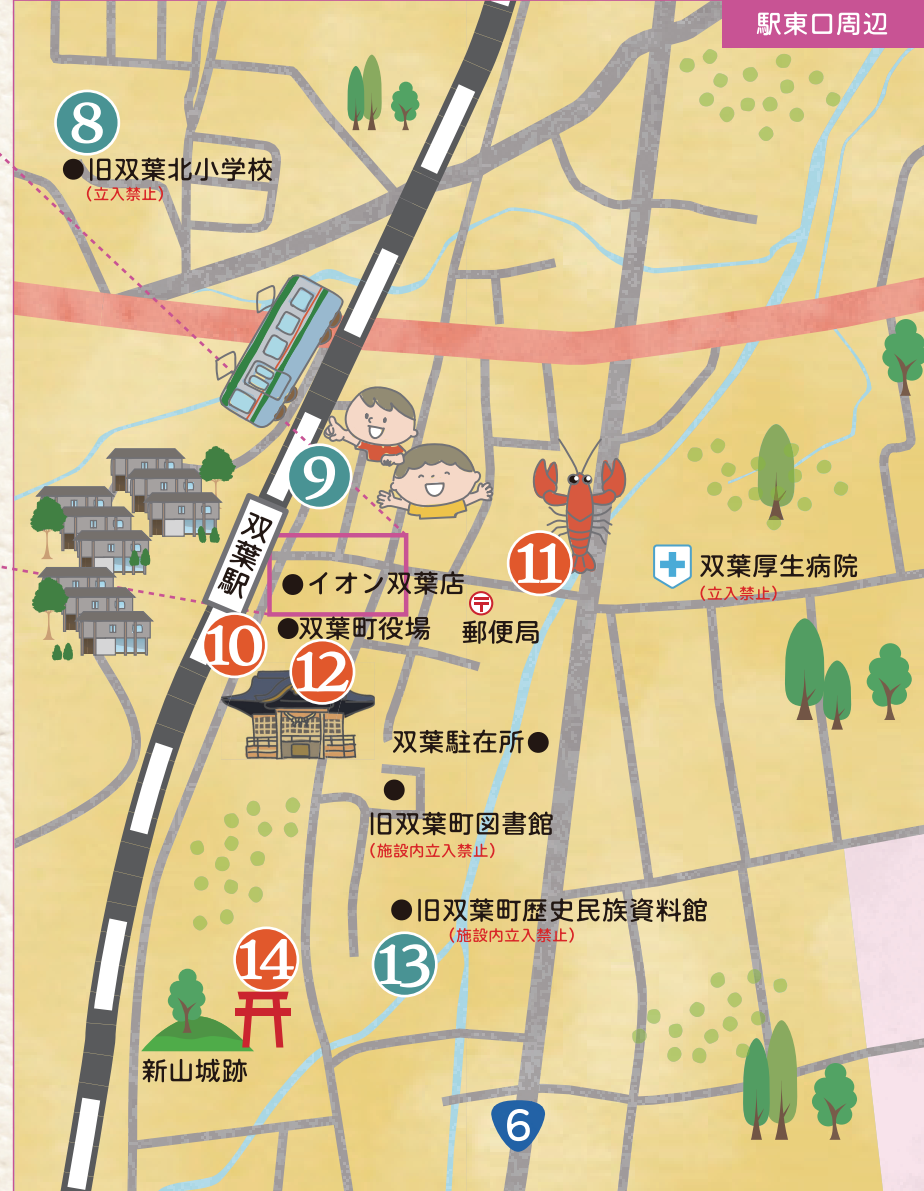 駅東口周辺
8
●旧双葉北小学校
(立入禁止)
9
双葉駅
11
双葉厚生病院
(立入禁止)
●イオン双葉店
〒
●双葉町役場
郵便局
10
12
双葉駐在所●
●
旧双葉町図書館
(施設内立入禁止)
●旧双葉町歴史民族資料館
(施設内立入禁止)
13
14
新山城跡
6